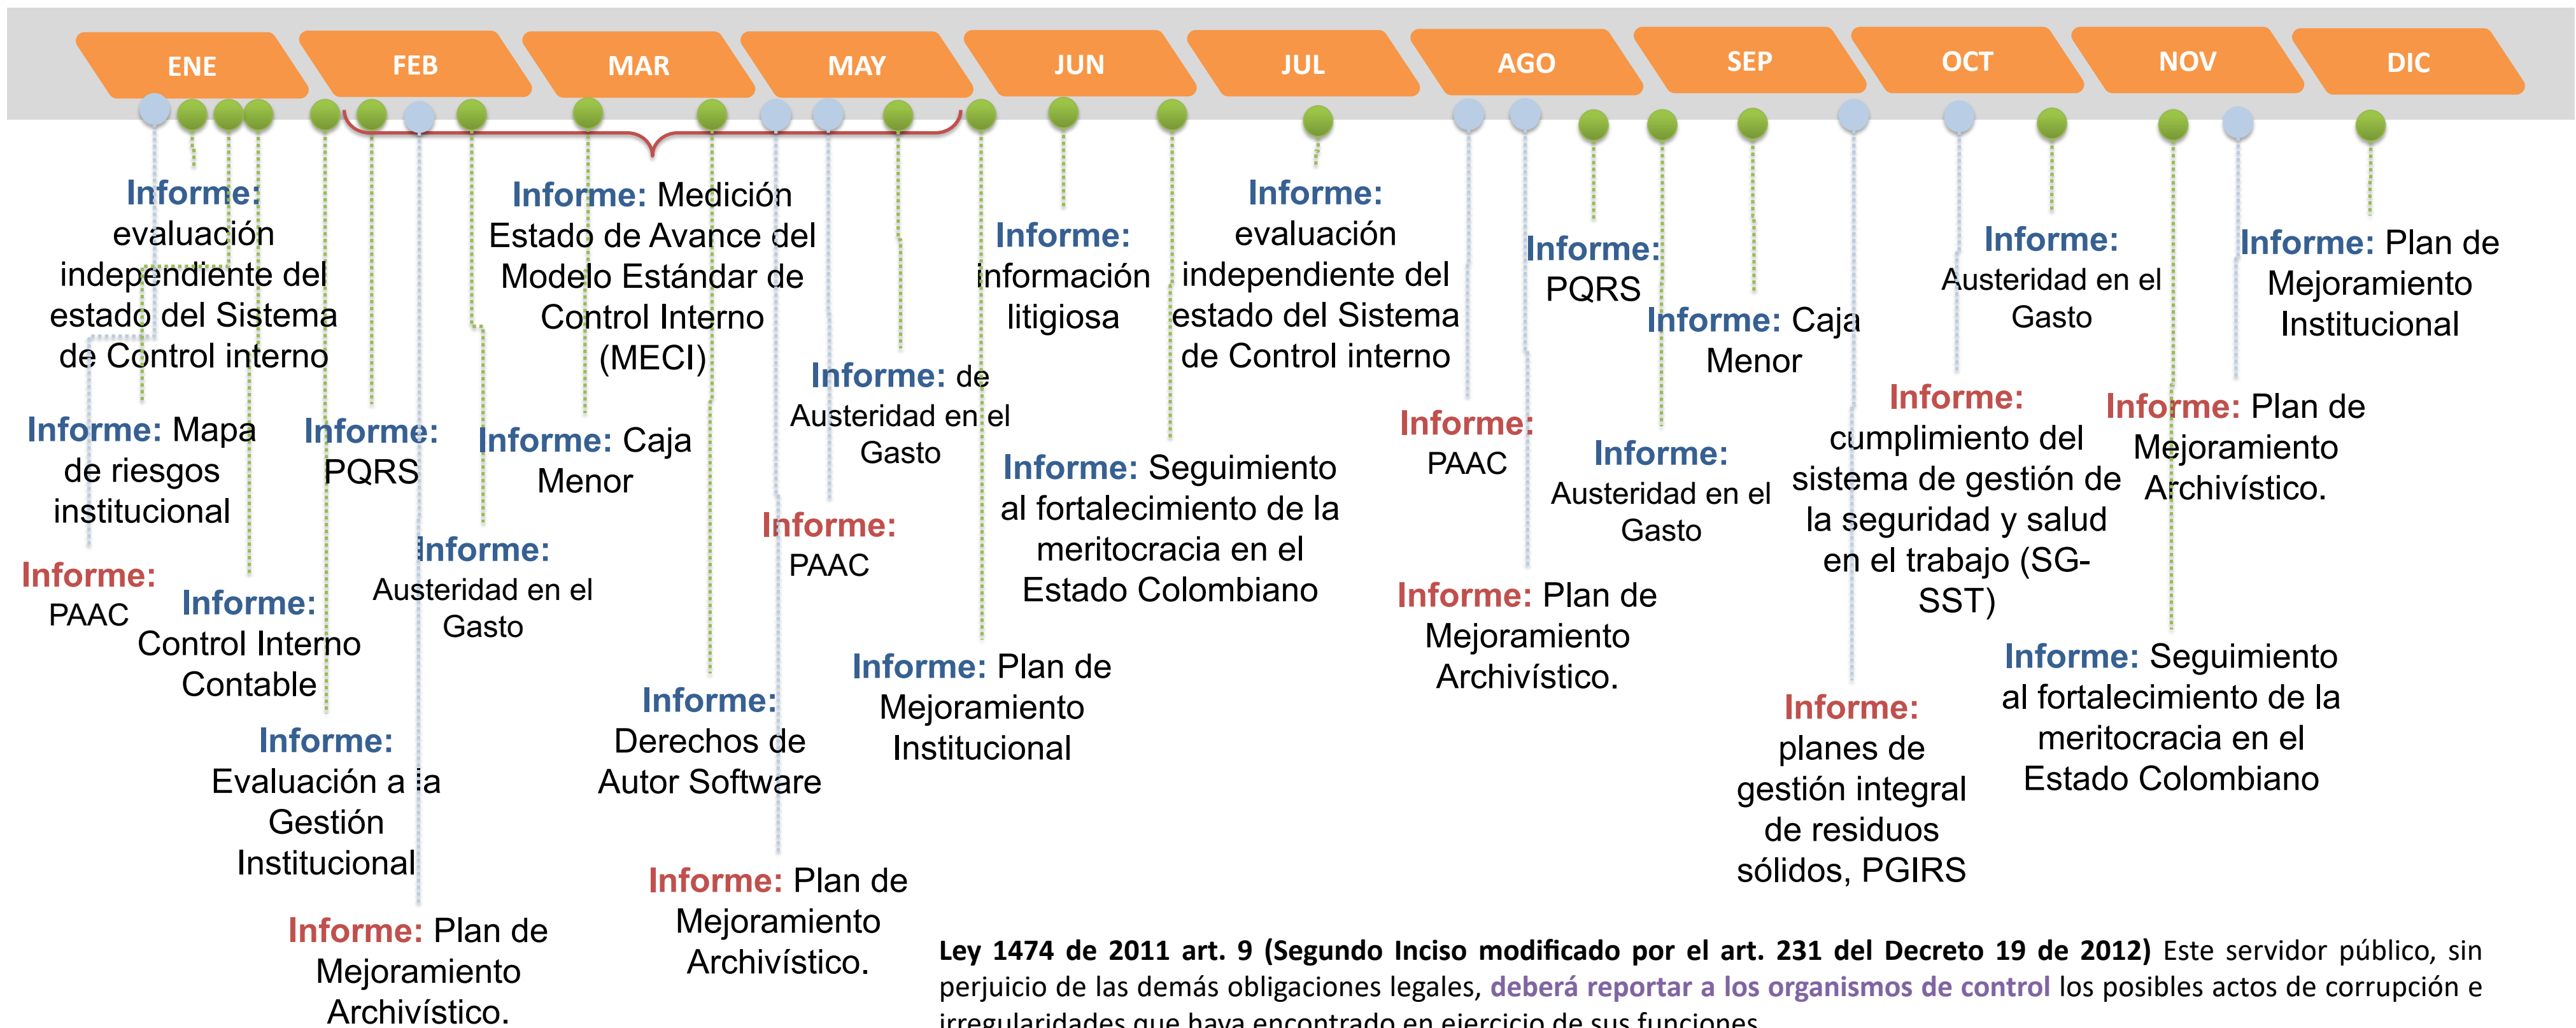 ENE
FEB
MAR
MAY
JUN
JUL
AGO
SEP
OCT
NOV
DIC
Informe:
evaluación
independiente del
estado del Sistema
de Control interno
Informe: Mapa
de riesgos
institucional
Informe:
PAAC
Informe:
Control Interno
Contable
Informe:
Evaluación a la
Gestión
Institucional
Informe:
PQRS
Informe: Plan de
Mejoramiento
Archivístico.
Informe:
Austeridad en el
Gasto
Informe: Medición
Estado de Avance del
Modelo Estándar de
Control Interno
(MECI)
Informe: Caja
Menor
Informe:
Derechos de
Autor Software
Informe: Plan de
Mejoramiento
Archivístico.
Informe:
PAAC
Informe: de
Austeridad en el
Gasto
Informe: Plan de
Mejoramiento
Institucional
Informe:
información
litigiosa
Informe: Seguimiento
al fortalecimiento de la
meritocracia en el
Estado Colombiano
Informe:
evaluación
independiente del
estado del Sistema
de Control interno
Informe:
PAAC
Informe: Plan de
Mejoramiento
Archivístico.
Informe:
PQRS
Informe:
Austeridad en el
Gasto
Informe: Caja
Menor
Informe:
planes de
gestión integral
de residuos
sólidos, PGIRS
Informe:
cumplimiento del
sistema de gestión de
la seguridad y salud
en el trabajo (SG-
SST)
Informe:
Austeridad en el
Gasto
Informe: Seguimiento
al fortalecimiento de la
meritocracia en el
Estado Colombiano
Informe: Plan de
Mejoramiento
Archivístico.
Informe: Plan de
Mejoramiento
Institucional
Ley 1474 de 2011 art. 9 (Segundo Inciso modificado por el art. 231 del Decreto 19 de 2012) Este servidor público, sin
perjuicio de las demás obligaciones legales, deberá reportar a los organismos de control los posibles actos de corrupción e
irregularidades que haya encontrado en ejercicio de sus funciones